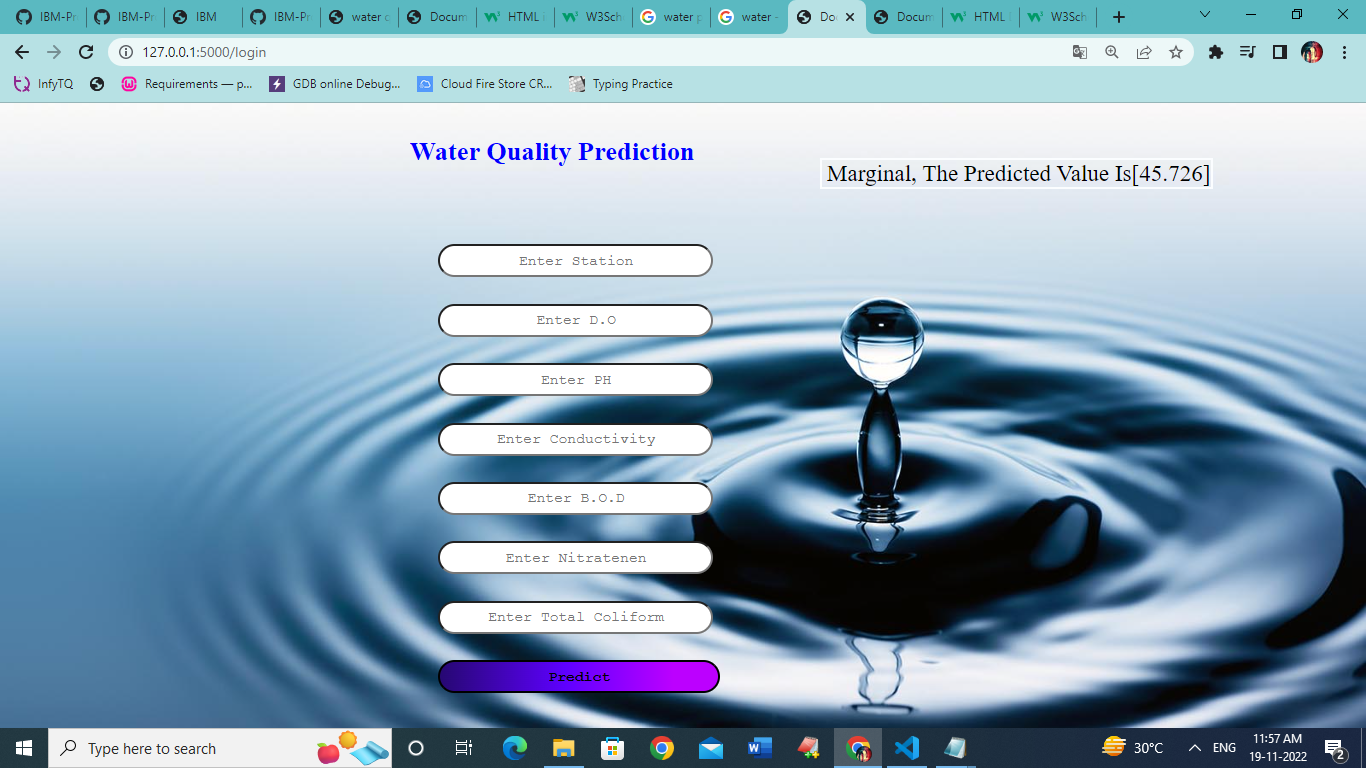 IBM-Pr
IBM-Pr
IBM
IBM-Pr
water q
Docum
HTML
W3Sch
water p
water -
Doc
Docum
HTML
W3Sch
127.0.0.1:5000/login
InfyTQ
Requirements — p...
GDB online Debug...
Cloud Fire Store CR...
Typing Practice
Water Quality Prediction
Marginal, The Predicted Value Is[45.726]
Enter Station
Enter D.O
Enter PH
Enter Conductivity
Enter B.O.D
Enter Nitratenen
Enter Total Coliform
Predict
Type here to search
30°C
ENG
11:57 AM
19-11-2022
2